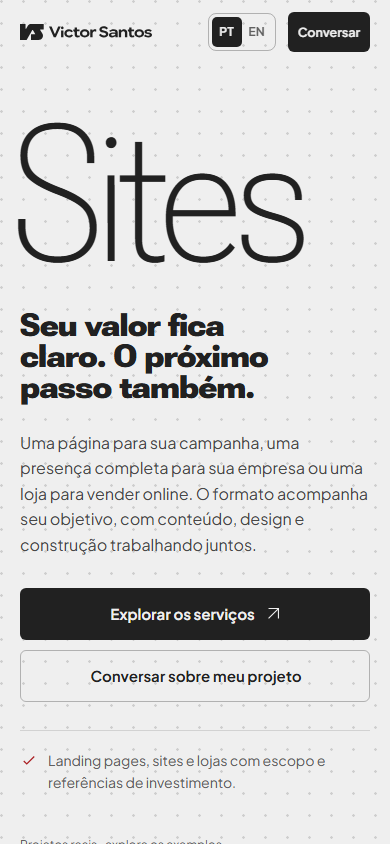 VS Victor Santos
PT EN
Conversar
Sites
Seu valor fica
claro. O próximo
passo também.
Uma página para sua campanha, uma
presença completa para sua empresa ou uma
loja para vender online. O formato acompanha
seu objetivo, com conteúdo, design e
construção trabalhando juntos.
Explorar os serviços
Conversar sobre meu projeto
Landing pages, sites e lojas com escopo e
referências de investimento.